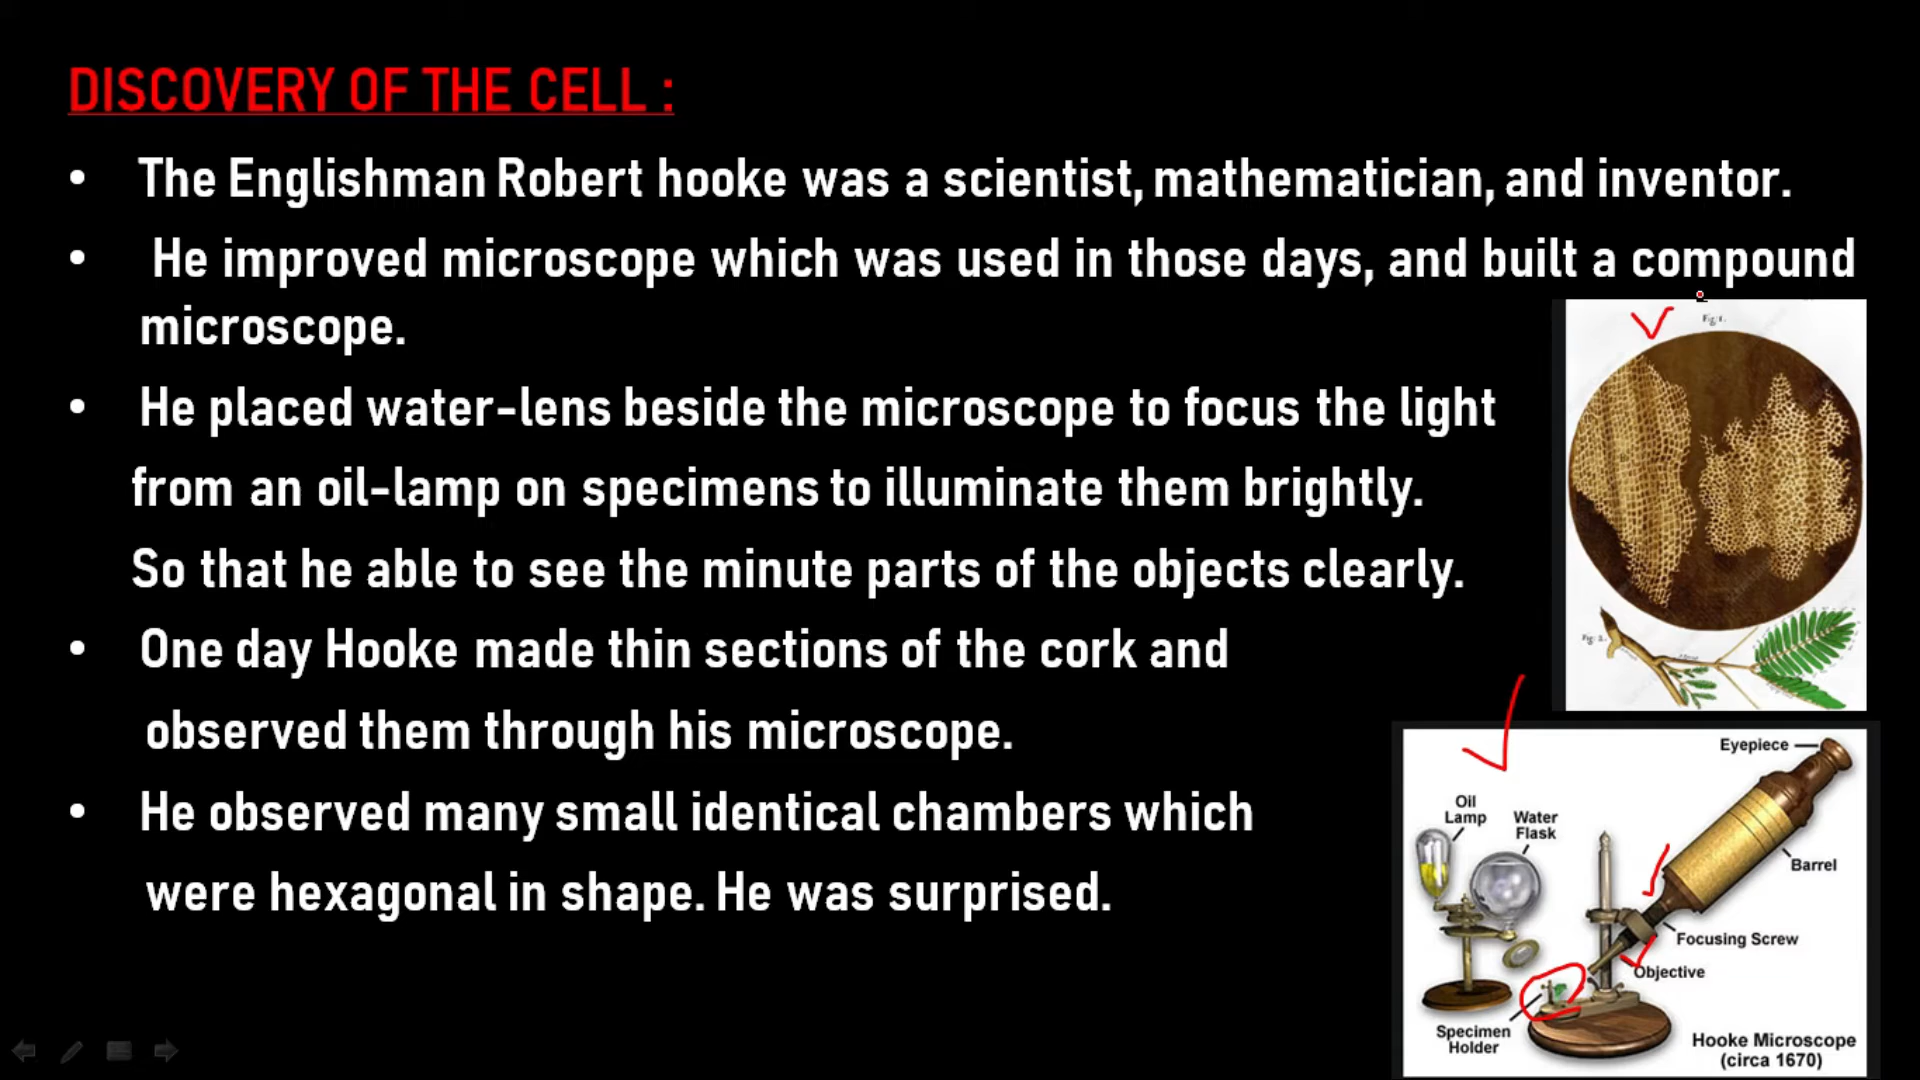 DISCOVERY OF THE CELL :
• The Englishman Robert hooke was a scientist, mathematician, and inventor.
• He improved microscope which was used in those days, and built a compound
microscope.
• He placed water-lens beside the microscope to focus the light
from an oil-lamp on specimens to illuminate them brightly.
So that he able to see the minute parts of the objects clearly.
• One day Hooke made thin sections of the cork and
observed them through his microscope.
• He observed many small identical chambers which
were hexagonal in shape. He was surprised.
Fig: 1.
Fig: 2.
Eyepiece
Oil
Lamp
Water
Flask
Barrel
Focusing Screw
Objective
Specimen
Holder
Hooke Microscope
(circa 1670)